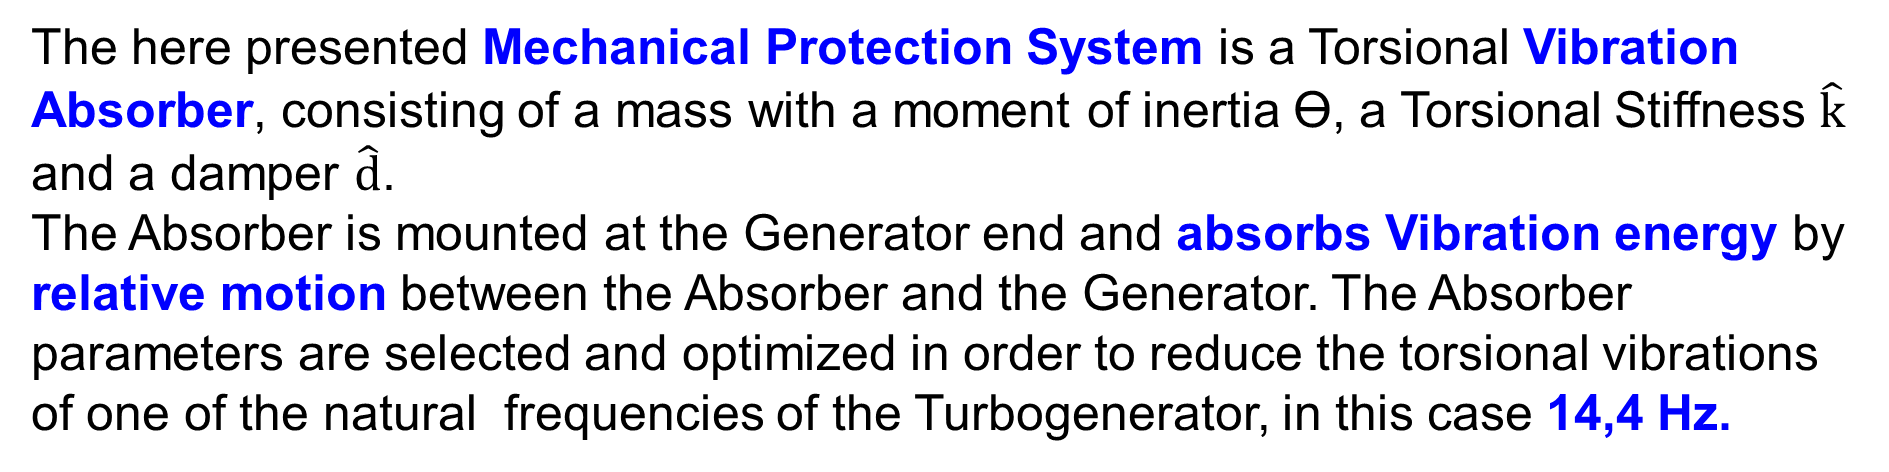 The here presented Mechanical Protection System is a Torsional Vibration
Absorber, consisting of a mass with a moment of inertia Ɵ, a Torsional Stiffness k̂
and a damper d̂.
The Absorber is mounted at the Generator end and absorbs Vibration energy by
relative motion between the Absorber and the Generator. The Absorber
parameters are selected and optimized in order to reduce the torsional vibrations
of one of the natural  frequencies of the Turbogenerator, in this case 14,4 Hz.